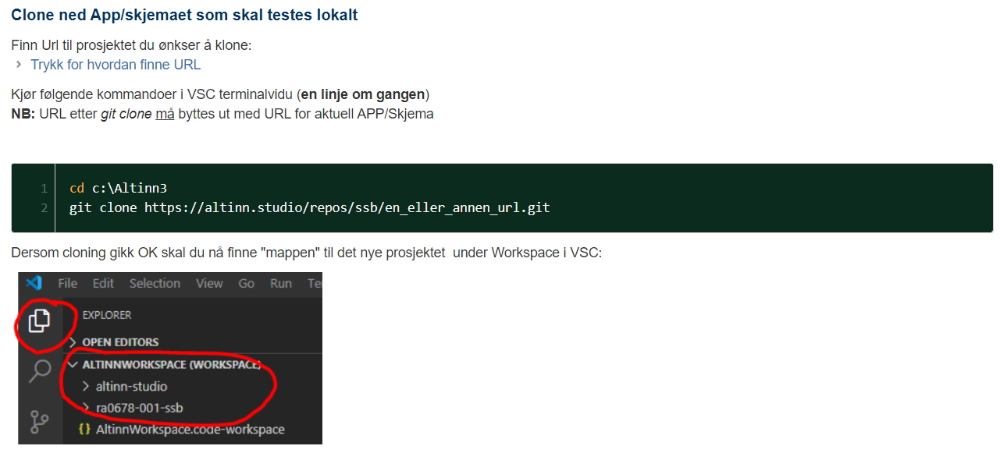 Clone ned App/skjemaet som skal testes lokalt
Finn Url til prosjektet du ønkser å klone:
Trykk for hvordan finne URL
Kjør følgende kommandoer i VSC terminalvidu (en linje om gangen)
NB: URL etter git clone må byttes ut med URL for aktuell APP/Skjema
1 cd c:\Altinn3
2 git clone https://altinn.studio/repos/ssb/en_eller_annen_url.git
Dersom cloning gikk OK skal du nå finne "mappen" til det nye prosjektet under Workspace i VSC:
File Edit Selection View Go Run Te
EXPLORER
OPEN EDITORS
ALTINNWORKSPACE (WORKSPACE)
altinn-studio
ra0678-001-ssb
{} AltinnWorkspace.code-workspace